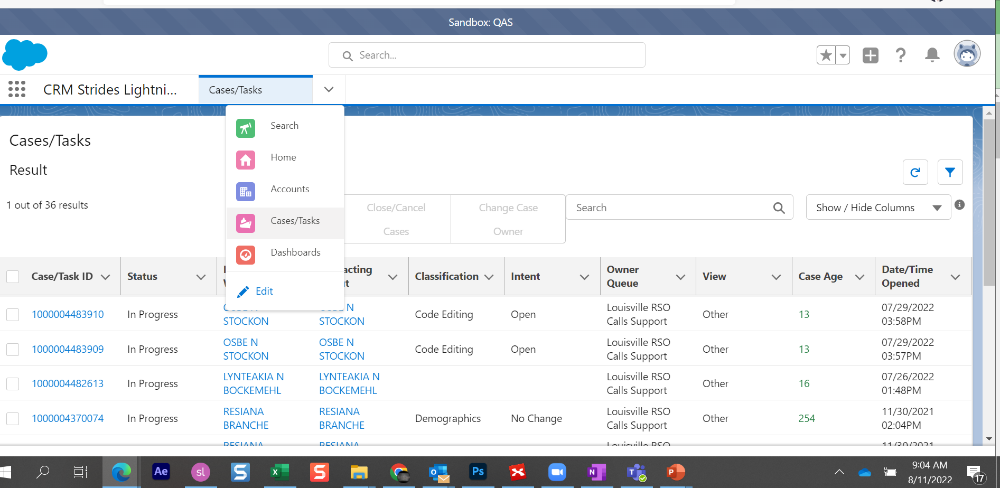 Sandbox: QAS
Search...
CRM Strides Lightni...
Cases/Tasks
Search
Home
Accounts
Cases/Tasks
Dashboards
Edit
Cases/Tasks
Result
1 out of 36 results
Close/Cancel
Cases
Change Case
Owner
Search
Show / Hide Columns
Case/Task ID
Status
Classification
Intent
Owner
Queue
View
Case Age
Date/Time
Opened
1000004483910
In Progress
STOCKON
N
STOCKON
Code Editing
Open
Louisville RSO
Calls Support
Other
13
07/29/2022
03:58PM
1000004483909
In Progress
OSBE N
STOCKON
OSBE N
STOCKON
Code Editing
Open
Louisville RSO
Calls Support
Other
13
07/29/2022
03:57PM
1000004482613
In Progress
LYNTEAKIA N
BOCKEMEHL
LYNTEAKIA N
BOCKEMEHL
Louisville RSO
Calls Support
Other
16
07/26/2022
01:48PM
1000004370074
In Progress
RESIANA
BRANCHE
RESIANA
BRANCHE
Demographics
No Change
Louisville RSO
Calls Support
Other
254
11/30/2021
02:04PM
RESIANA
RESIANA
Louisville RSO
11/30/2021
Ae
sl
S
X
S
O
Ps
N
T
P
9:04 AM
8/11/2022
17